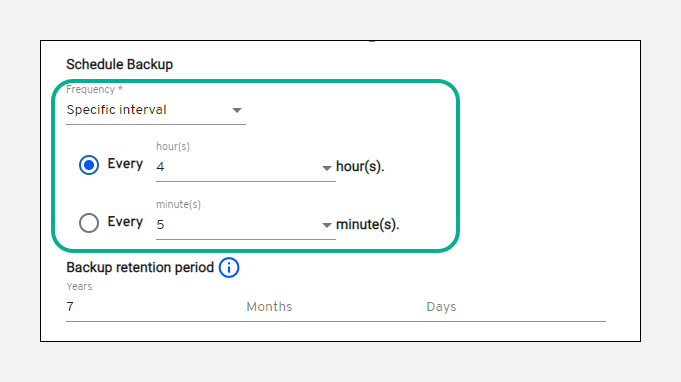 Schedule Backup
Frequency *
Specific interval
hour(s)
Every 4 hour(s).
minute(s)
Every 5 minute(s).
Backup retention period
Years
7 Months Days